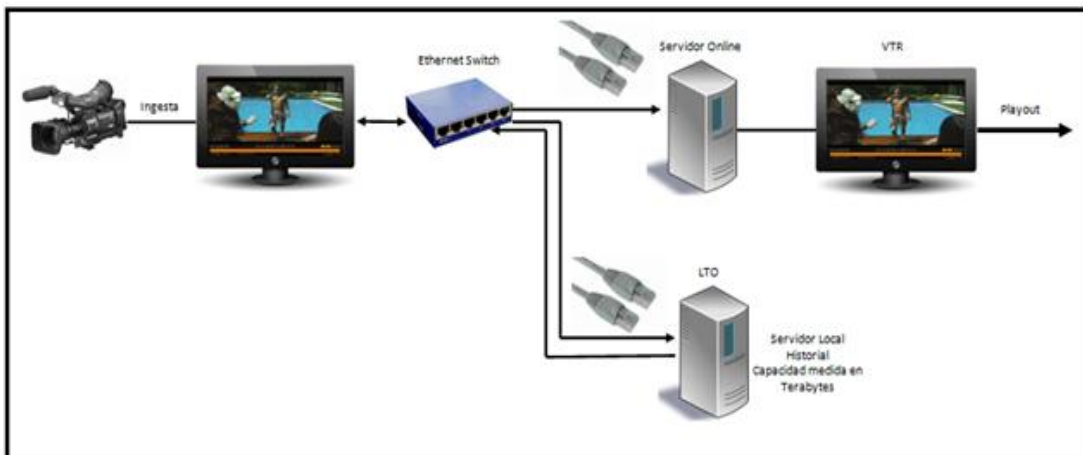 Ingesta
Ethernet Switch
Servidor Online
VTR
Playout
LTO
Servidor Local
Historial
Capacidad medida en
Terabytes